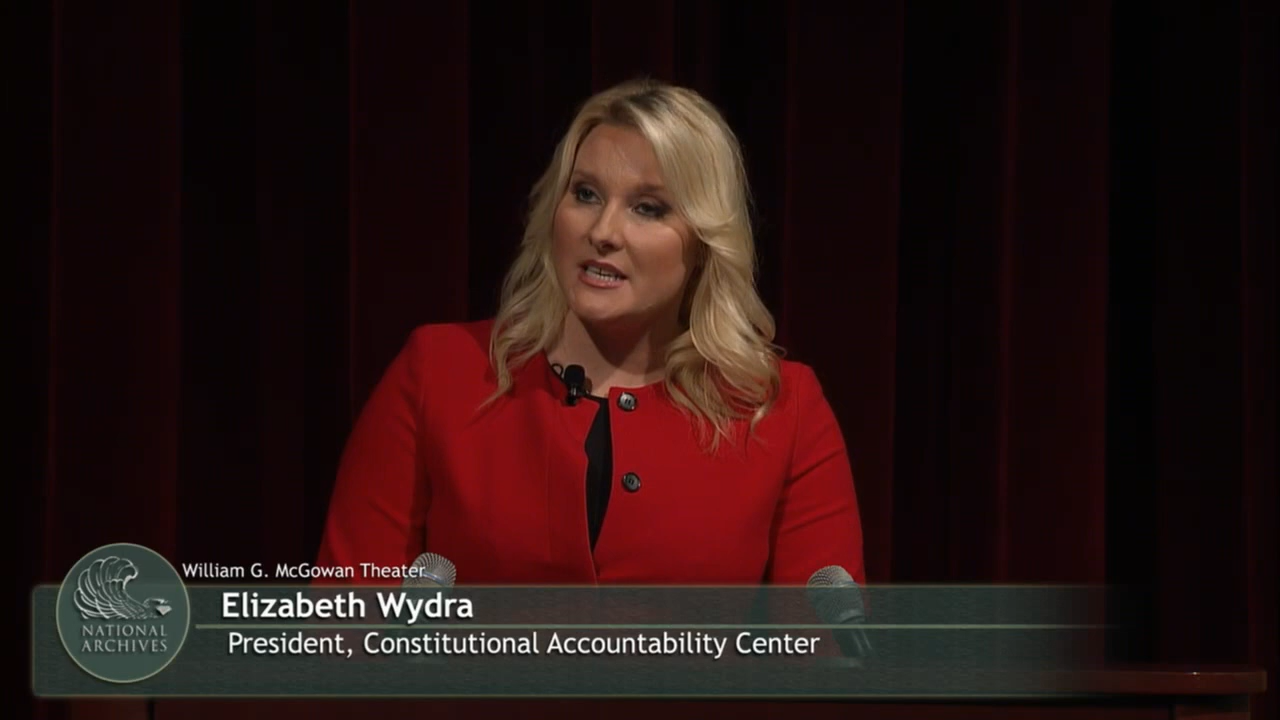 William G. McGowan Theater
Elizabeth Wydra
President, Constitutional Accountability Center
NATIONAL
ARCHIVES